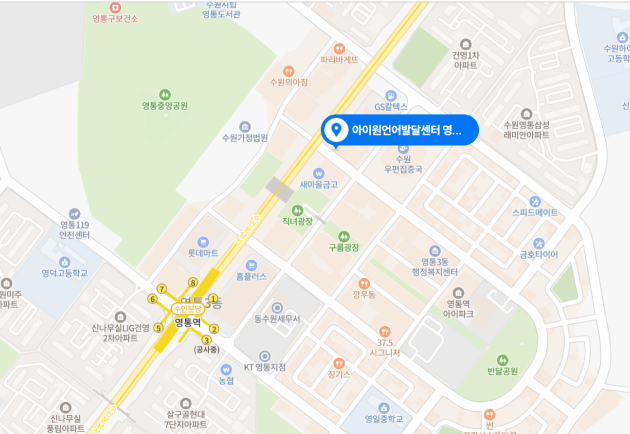 영통구보건소
수원시립
영통도서관
파리바게뜨
건영1차
아파트
수원하이
고등학
수원의아침
영통중앙공원
GS칼텍스
수원가정법원
아이원언어발달센터 영...
수원영통삼성
래미안아파트
수원
우편집중국
새마을금고
스피드메이트
직녀광장
영통119
안전센터
구름광장
롯데마트
영통3동
행정복지센터
금호타이어
영덕고등학교
홈플러스
깡우동
영통역
아이파크
8
7
6
1
영통3동
수인분당
영통역
5
2
3
(공사중)
동수원세무서
신나무실LIG건영
2차아파트
37.5
시그니처
KT 영통지점
징기스
반달공원
농협
신나무실
풍림아파트
살구골현대
7단지아파트
영일중학교
쎈